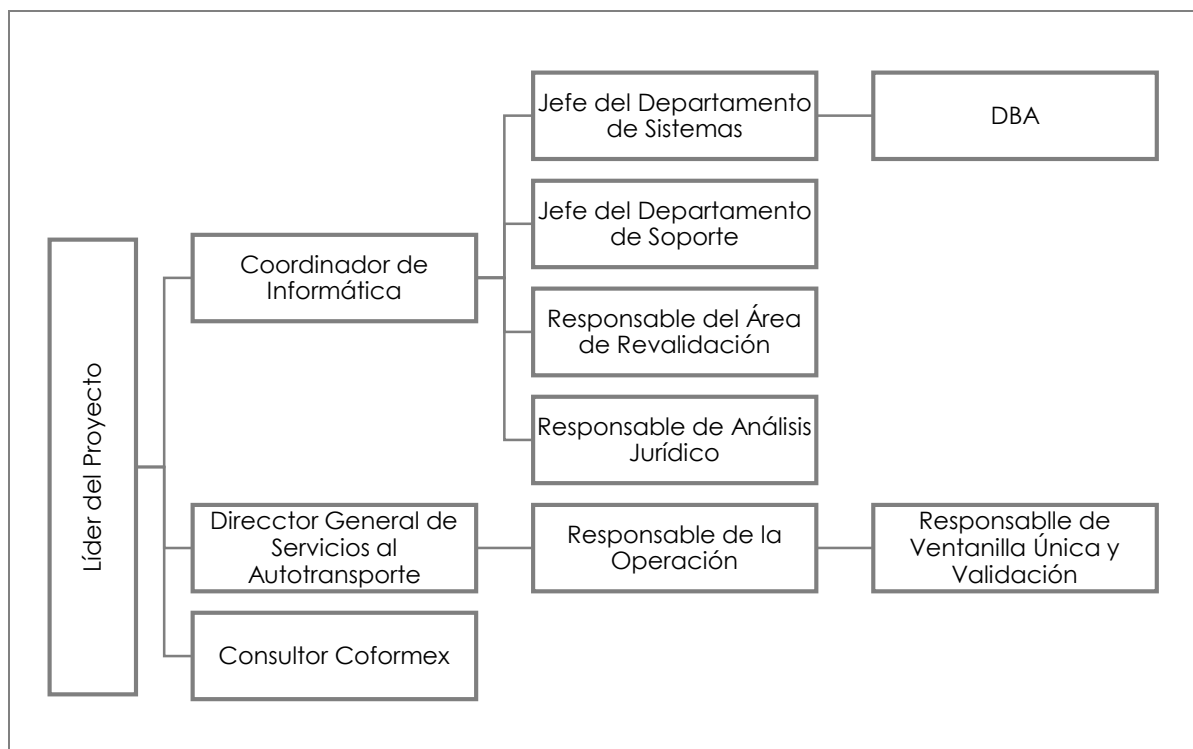 Líder del Proyecto
Coordinador de
Informática
Jefe del Departamento
de Sistemas
DBA
Jefe del Departamento
de Soporte
Responsable del Área
de Revalidación
Responsable de Análisis
Jurídico
Direcctor General de
Servicios al
Autotransporte
Responsable de la
Operación
Responsablle de
Ventanilla Única y
Validación
Consultor Coformex